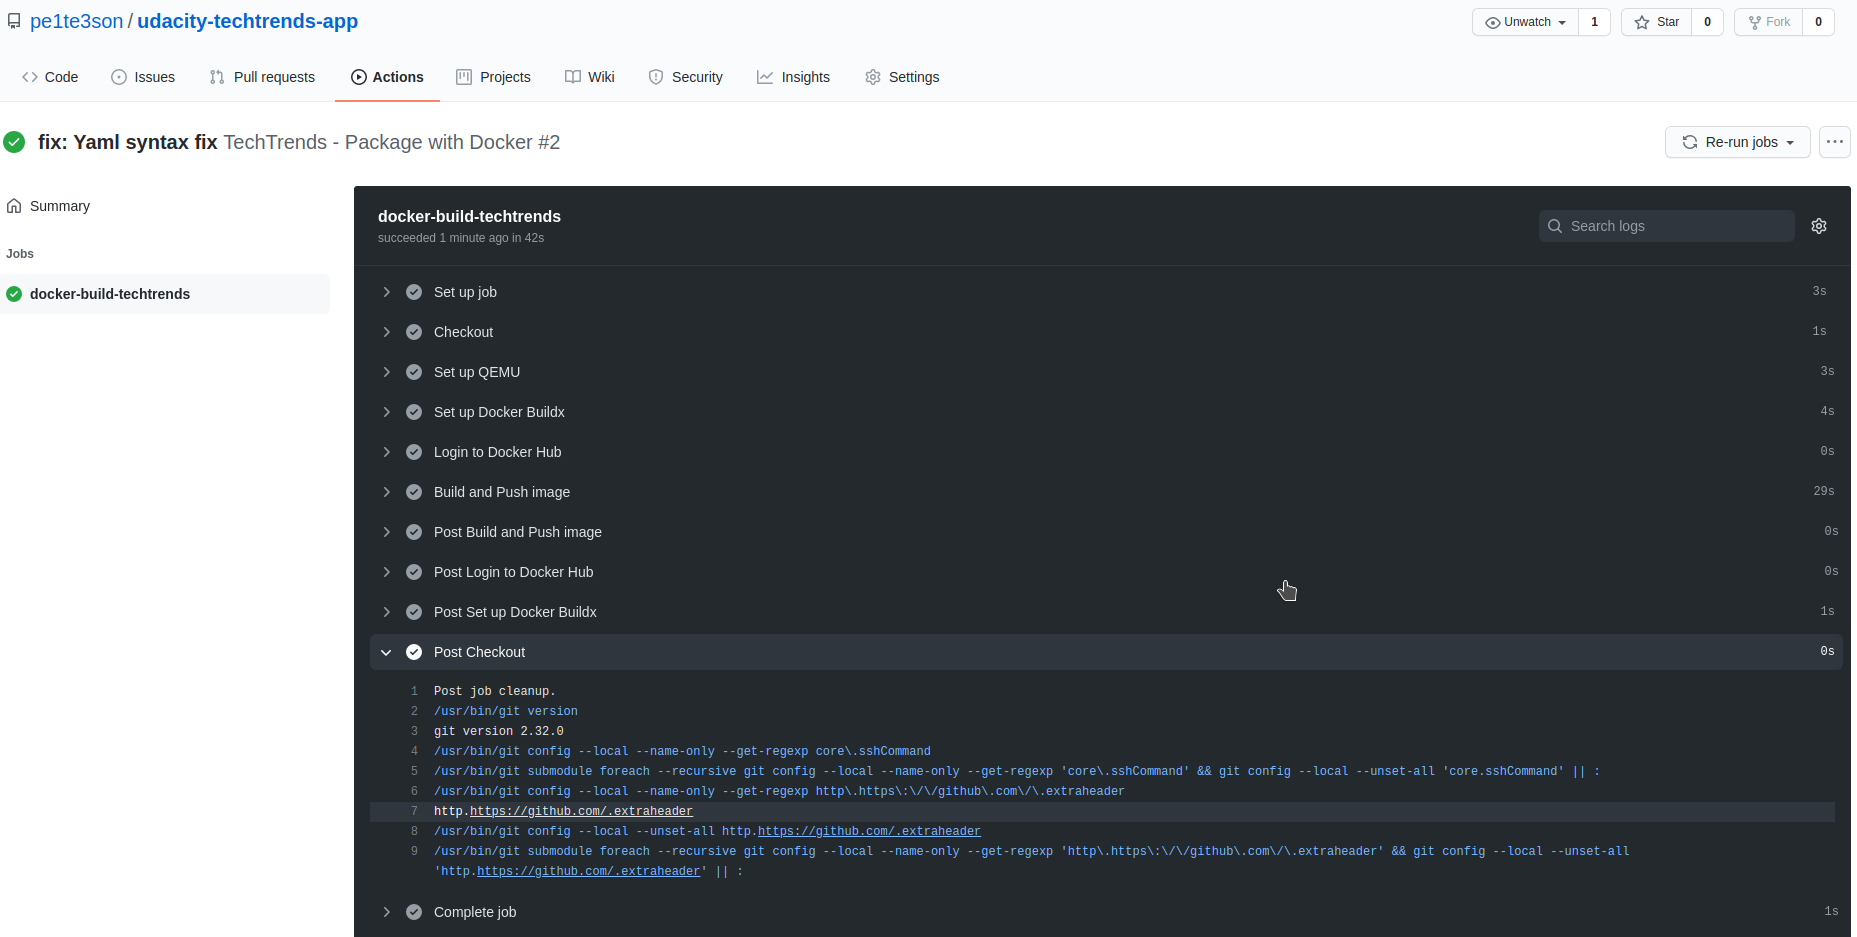 pe1te3son / udacity-techtrends-app
Unwatch 1 Star 0 Fork 0
Code Issues Pull requests Actions Projects Wiki Security Insights Settings
fix: Yaml syntax fix TechTrends - Package with Docker #2
Re-run jobs
Summary
Jobs
docker-build-techtrends
docker-build-techtrends
succeeded 1 minute ago in 42s
Search logs
Set up job 3s
Checkout 1s
Set up QEMU 3s
Set up Docker Buildx 4s
Login to Docker Hub 0s
Build and Push image 29s
Post Build and Push image 0s
Post Login to Docker Hub 0s
Post Set up Docker Buildx 1s
Post Checkout 0s
1 Post job cleanup.
2 /usr/bin/git version
3 git version 2.32.0
4 /usr/bin/git config --local --name-only --get-regexp core\.sshCommand
5 /usr/bin/git submodule foreach --recursive git config --local --name-only --get-regexp 'core\.sshCommand' && git config --local --unset-all 'core.sshCommand' || :
6 /usr/bin/git config --local --name-only --get-regexp http\.https\:\/\/github\.com\/\.extraheader
7 http.https://github.com/.extraheader
8 /usr/bin/git config --local --unset-all http.https://github.com/.extraheader
9 /usr/bin/git submodule foreach --recursive git config --local --name-only --get-regexp 'http\.https\:\/\/github\.com\/\.extraheader' && git config --local --unset-all
'http.https://github.com/.extraheader' || :
Complete job 1s